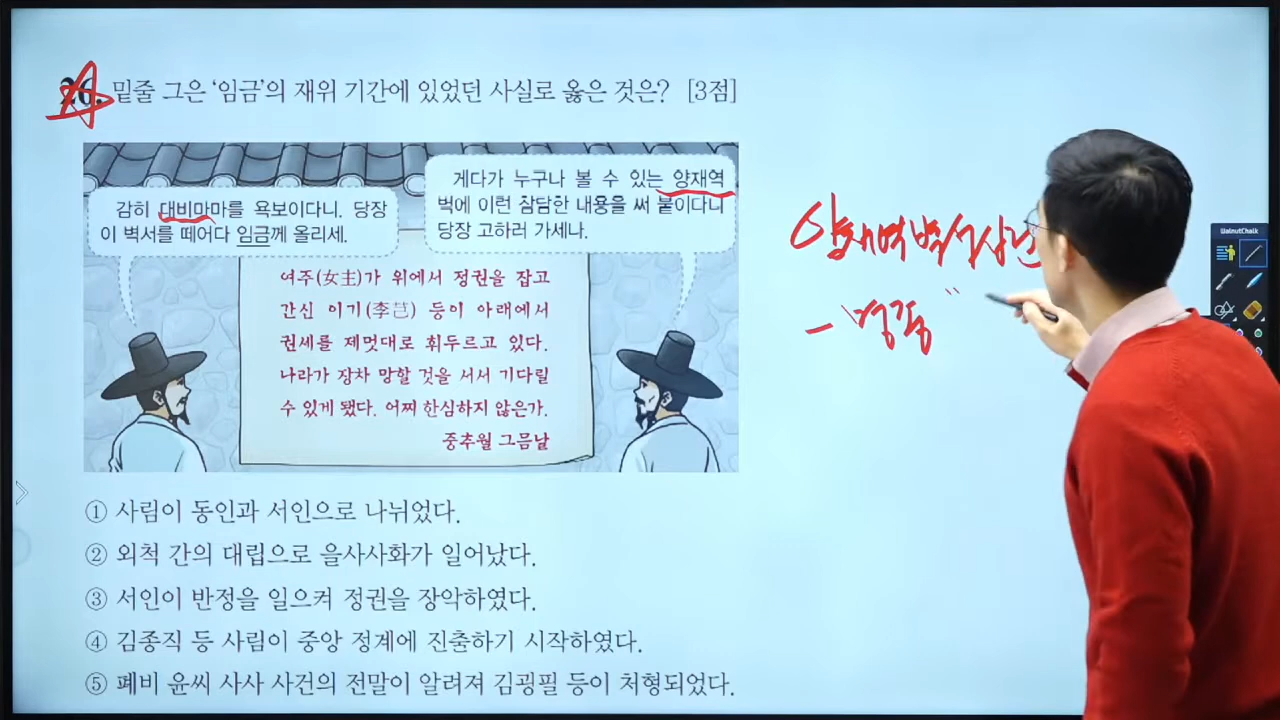 26. 밑줄 그은 '임금'의 재위 기간에 있었던 사실로 옳은 것은? [3점]
감히 대비마마를 욕보이다니. 당장
이 벽서를 떼어다 임금께 올리세.
게다가 누구나 볼 수 있는 양재역
벽에 이런 참담한 내용을 써 붙이다니
당장 고하러 가세나.
여주(女主)가 위에서 정권을 잡고
간신 이기(李芑) 등이 아래에서
권세를 제멋대로 휘두르고 있다.
나라가 장차 망할 것을 서서 기다릴
수 있게 됐다. 어찌 한심하지 않은가.
중추월 그믐날
양재역 벽서사건
- 명종
WalnutChalk
① 사림이 동인과 서인으로 나뉘었다.
② 외척 간의 대립으로 을사사화가 일어났다.
③ 서인이 반정을 일으켜 정권을 장악하였다.
④ 김종직 등 사림이 중앙 정계에 진출하기 시작하였다.
⑤ 폐비 윤씨 사사 사건의 전말이 알려져 김굉필 등이 처형되었다.